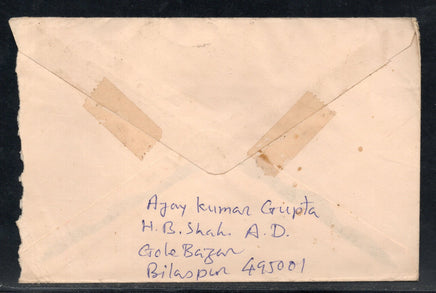 Ajay Kumar Gupta
H.B. Shah. A.D.
Gole Bazar
Bilaspur 495001